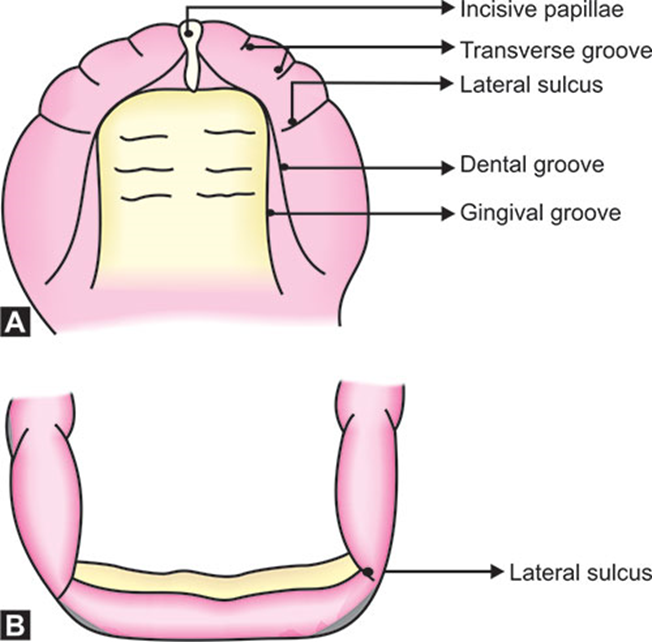 Incisive papillae
Transverse groove
Lateral sulcus
Dental groove
Gingival groove
A
Lateral sulcus
B